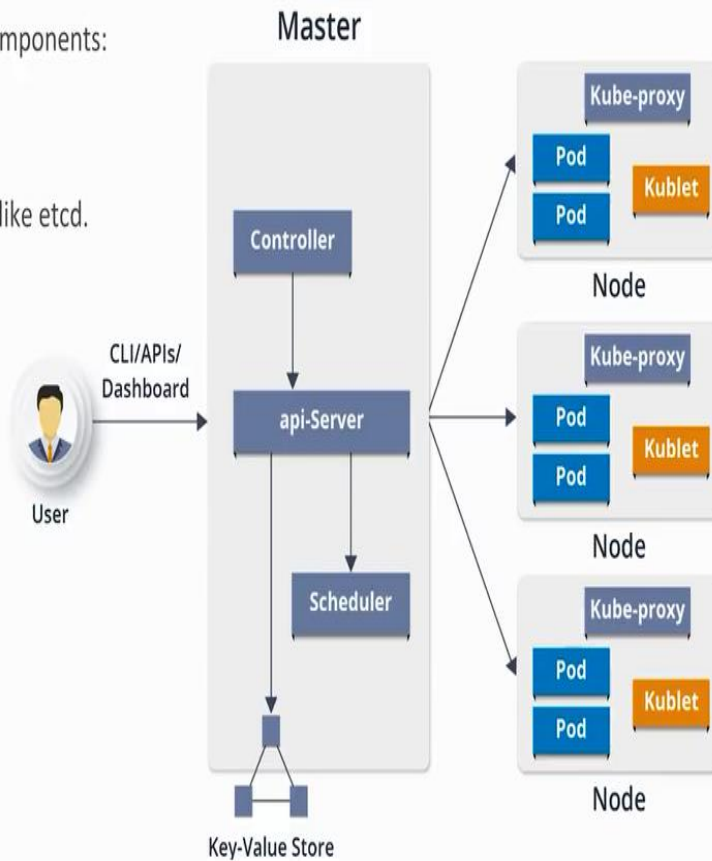 mponents:
like etcd.
Master
Controller
api-Server
Scheduler
Key-Value Store
CLI/APIs/
Dashboard
User
Kube-proxy
Pod
Pod
Kublet
Node
Kube-proxy
Pod
Pod
Kublet
Node
Kube-proxy
Pod
Pod
Kublet
Node